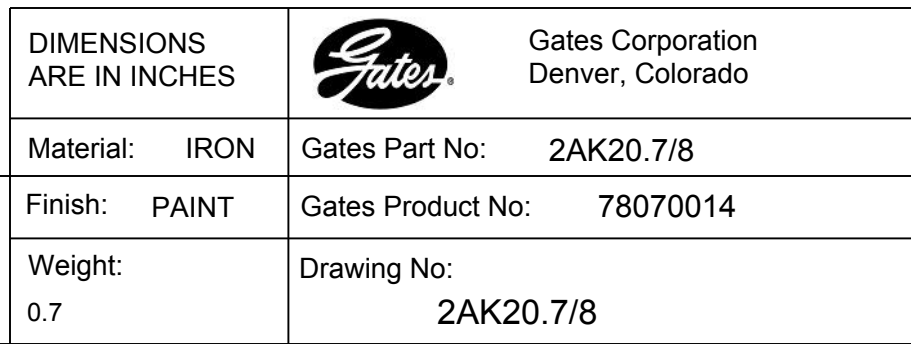 DIMENSIONS
ARE IN INCHES
Gates®
Gates Corporation
Denver, Colorado
Material: IRON
Gates Part No: 2AK20.7/8
Finish: PAINT
Gates Product No: 78070014
Weight:
0.7
Drawing No:
2AK20.7/8